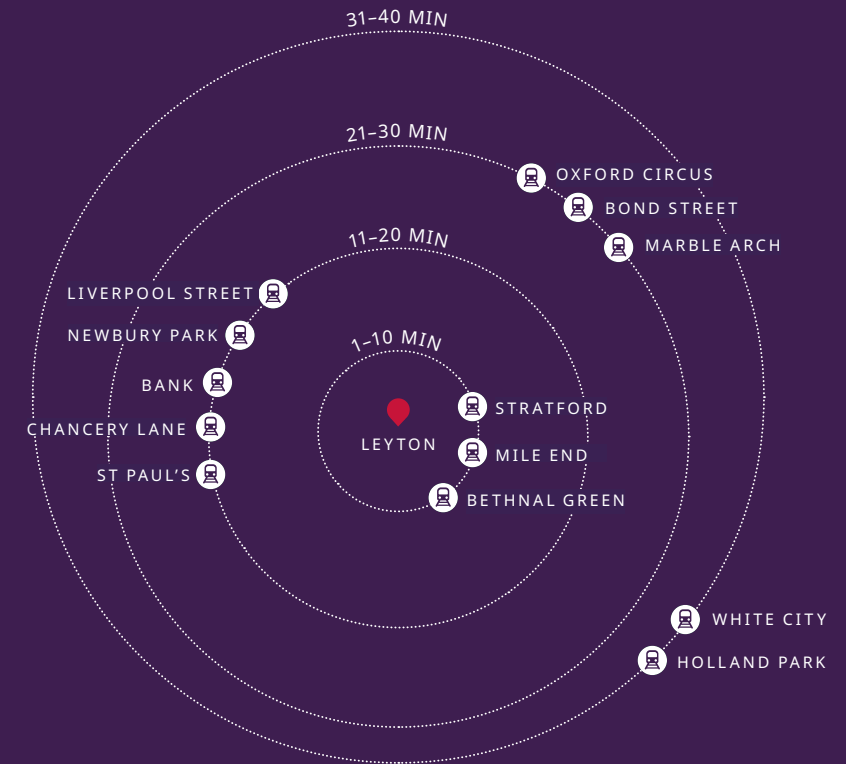 31–40 MIN
21–30 MIN
OXFORD CIRCUS
BOND STREET
11–20 MIN
MARBLE ARCH
LIVERPOOL STREET
NEWBURY PARK
1–10 MIN
BANK
STRATFORD
CHANCERY LANE
LEYTON
MILE END
ST PAUL’S
BETHNAL GREEN
WHITE CITY
HOLLAND PARK